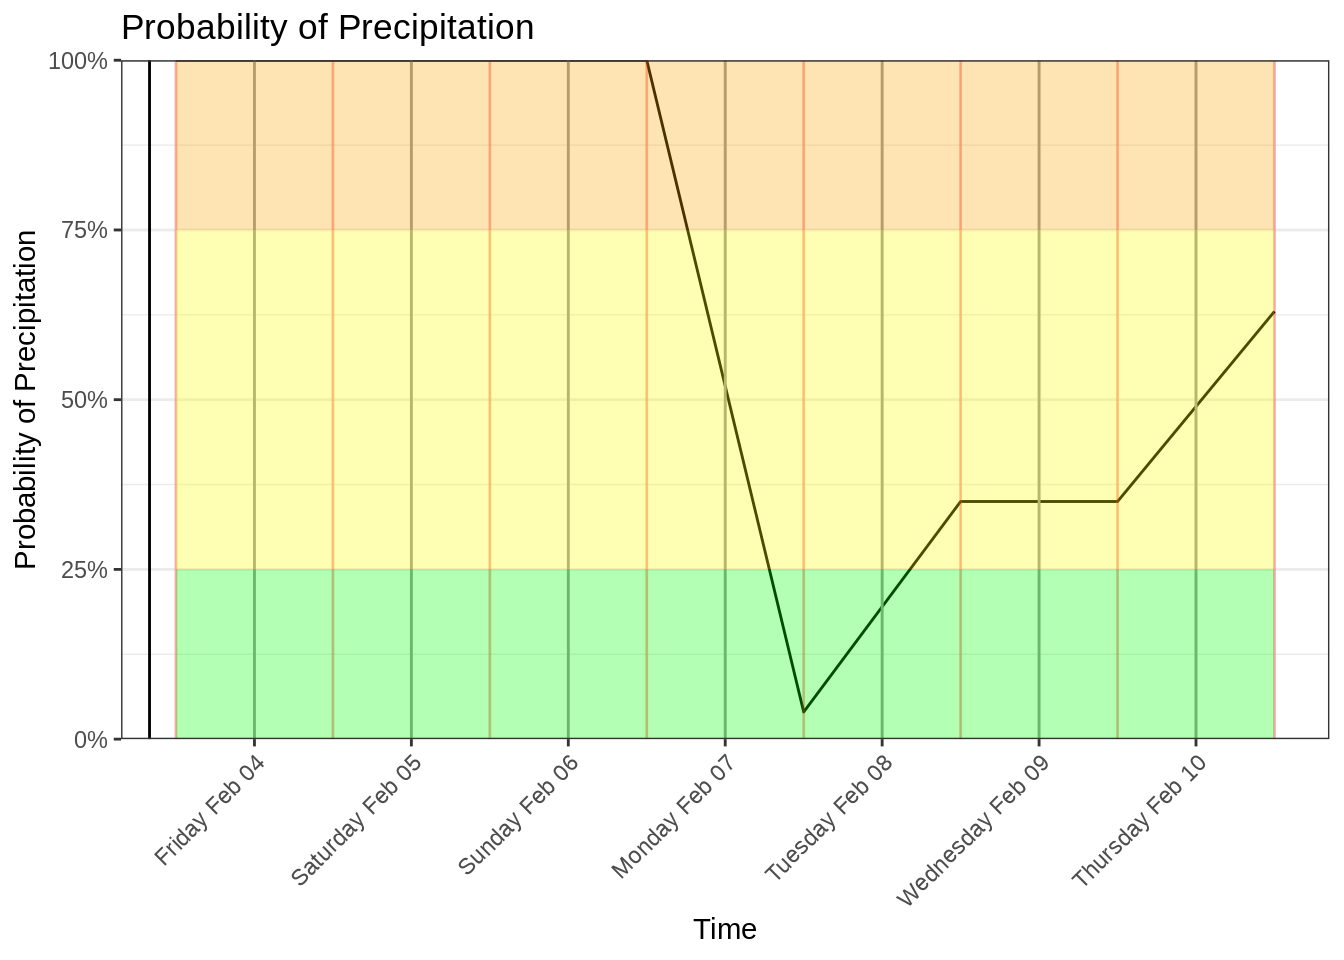 Probability of Precipitation
Probability of Precipitation
100%
75%
50%
25%
0%
Friday Feb 04
Saturday Feb 05
Sunday Feb 06
Monday Feb 07
Tuesday Feb 08
Wednesday Feb 09
Thursday Feb 10
Time